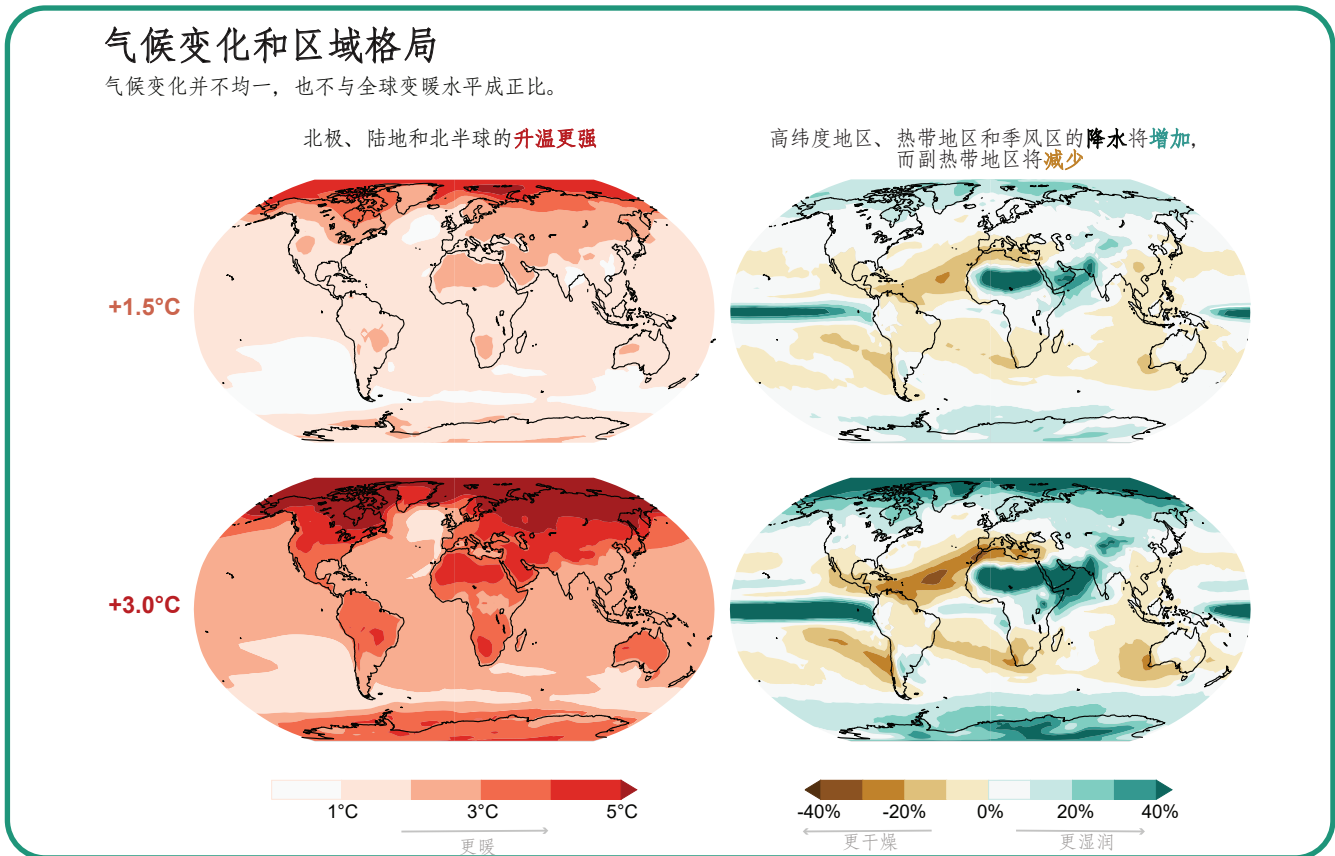 气候变化和区域格局
气候变化并不均一，也不与全球变暖水平成正比。
北极、陆地和北半球的升温更强
高纬度地区、热带地区和季风区的降水将增加,
而副热带地区将减少
+1.5°C
+3.0°C
1°C 3°C 5°C
更暖
-40% -20% 0% 20% 40%
更干燥 更湿润